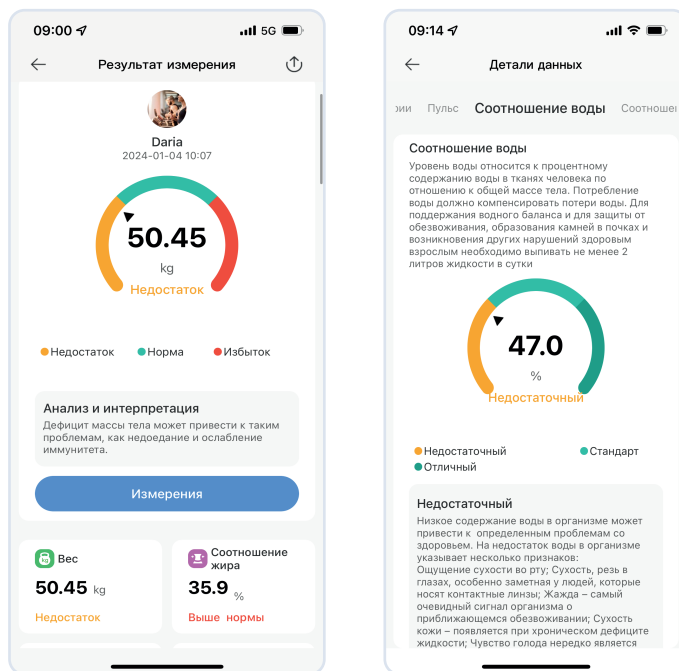 09:00
5G
Результат измерения
Daria
2024-01-04 10:07
50.45
kg
Недостаток
Недостаток Норма Избыток
Анализ и интерпретация
Дефицит массы тела может привести к таким
проблемам, как недоедание и ослабление
иммунитета.
Измерения
kg
Вес
50.45 kg
Недостаток
Соотношение
жира
35.9 %
Выше нормы
09:14
Детали данных
Пульс Соотношение воды Соотношен
Соотношение воды
Уровень воды относится к процентному
содержанию воды в тканях человека по
отношению к общей массе тела. Потребление
воды должно компенсировать потери воды. Для
поддержания водного баланса и для защиты от
обезвоживания, образования камней в почках и
возникновения других нарушений здоровым
взрослым необходимо выпивать не менее 2
литров жидкости в сутки
47.0
%
Недостаточный
Недостаточный Стандарт
Отличный
Недостаточный
Низкое содержание воды в организме может
привести к определенным проблемам со
здоровьем. На недостаток воды в организме
указывает несколько признаков:
Ощущение сухости во рту; Сухость, резь в
глазах, особенно заметная у людей, которые
носят контактные линзы; Жажда – самый
очевидный сигнал организма о
приближающемся обезвоживании; Сухость
кожи – появляется при хроническом дефиците
жидкости; Чувство голода нередко является